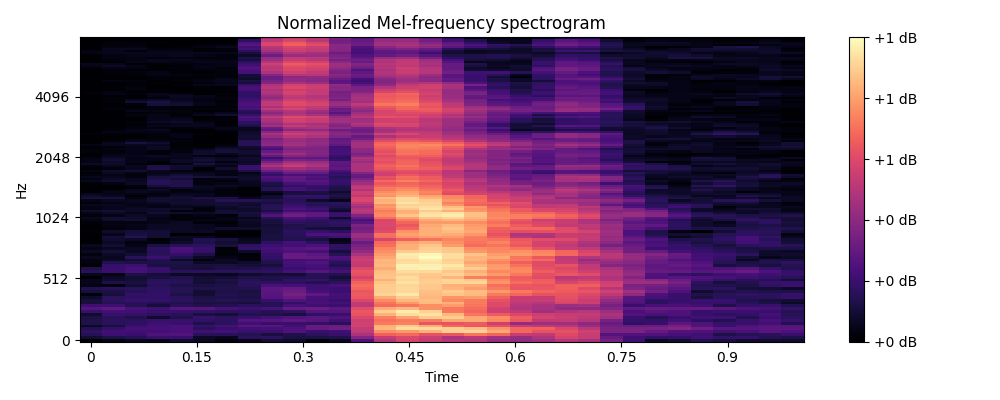 Normalized Mel-frequency spectrogram
Hz
4096
2048
1024
512
0
0 0.15 0.3 0.45 0.6 0.75 0.9
Time
+1 dB
+1 dB
+1 dB
+0 dB
+0 dB
+0 dB